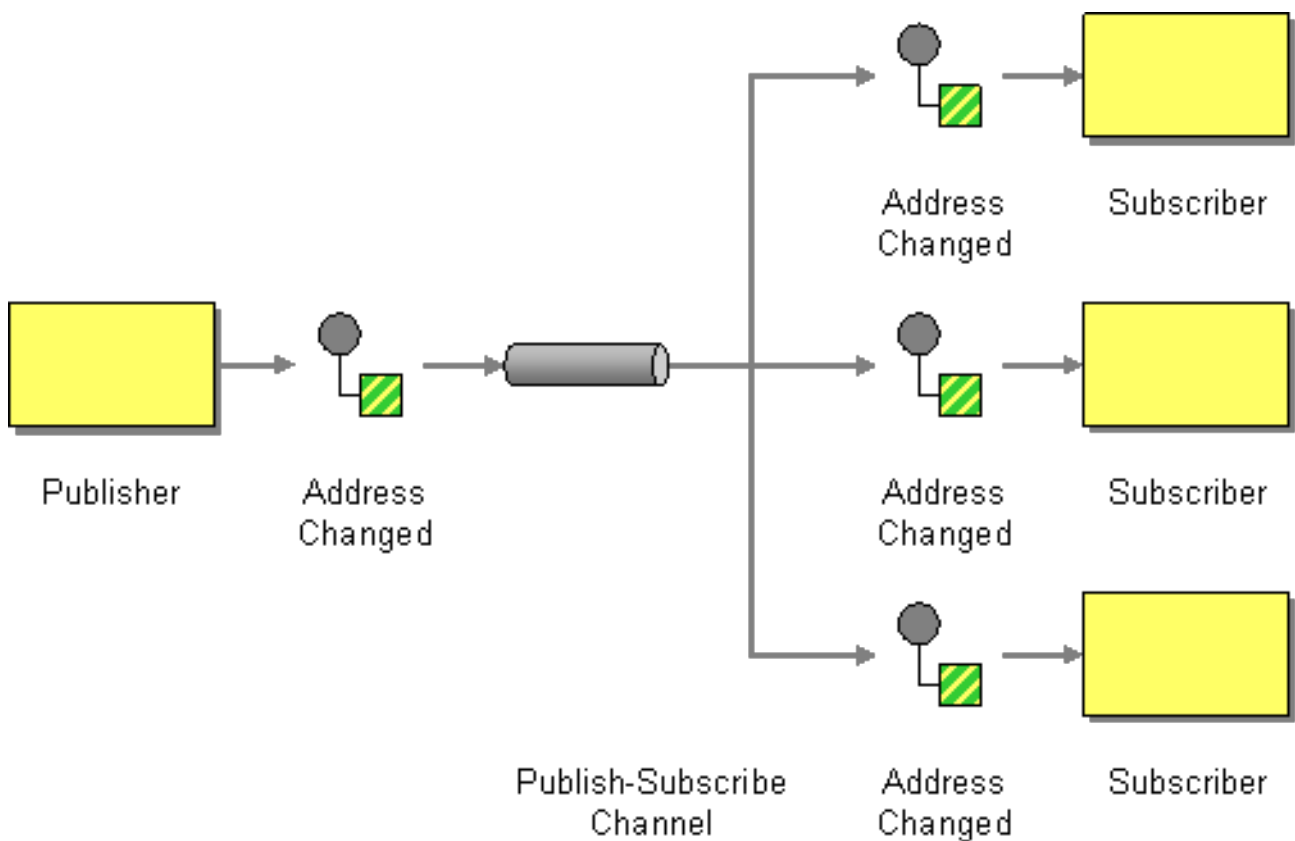 Address
Changed
Subscriber
Publisher
Address
Changed
Address
Changed
Subscriber
Publish-Subscribe
Channel
Address
Changed
Subscriber